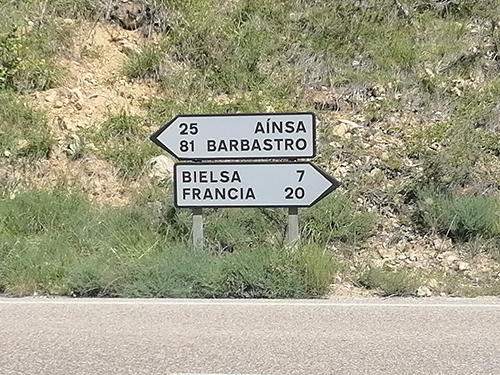 25 AÍNSA
81 BARBASTRO
BIELSA 7
FRANCIA 20